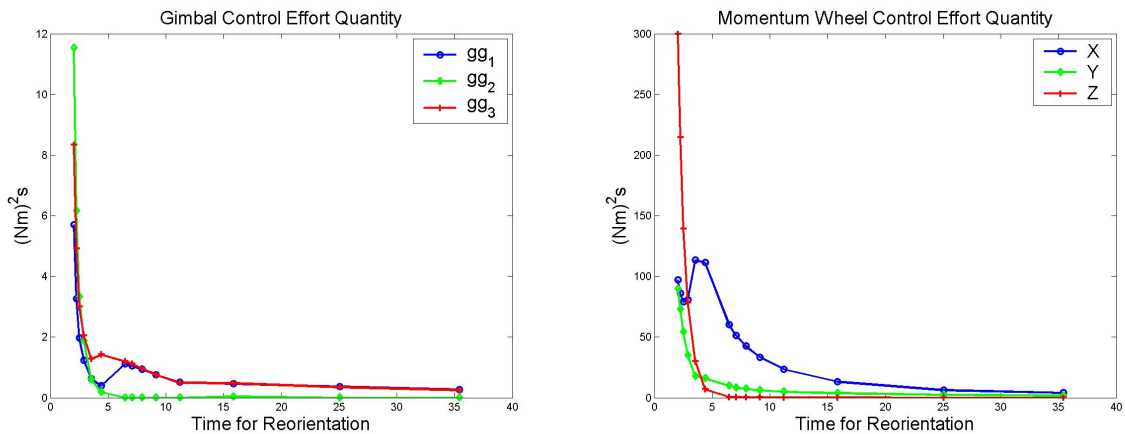 Gimbal Control Effort Quantity
12
10
8
6
4
2
0
(Nm)²s
0 5 10 15 20 25 30 35 40
Time for Reorientation
gg₁
gg₂
gg₃
Momentum Wheel Control Effort Quantity
300
250
200
150
100
50
0
(Nm)²s
0 5 10 15 20 25 30 35 40
Time for Reorientation
X
Y
Z